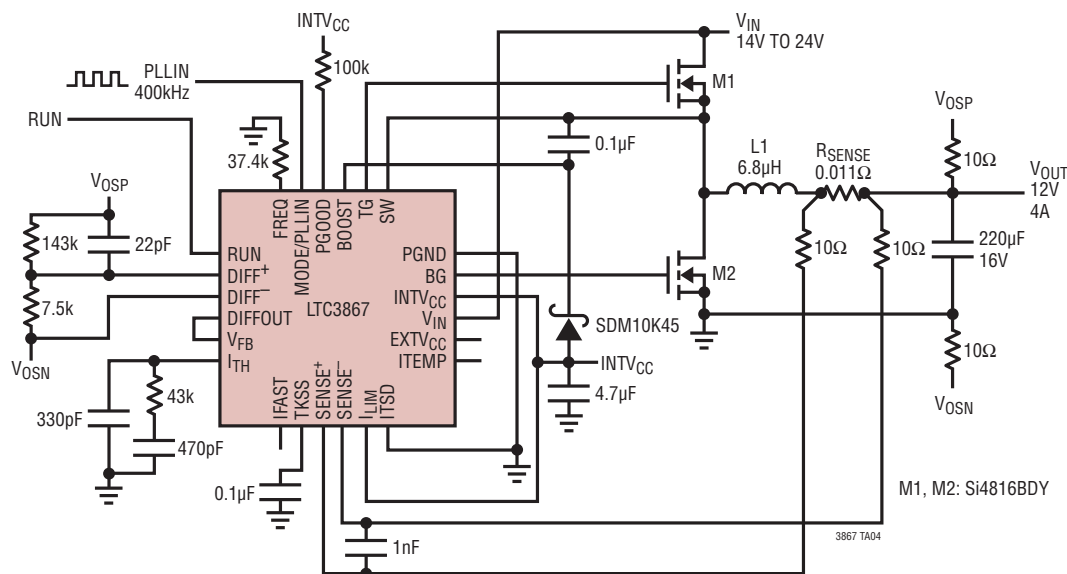 INTVCC
VIN
14V TO 24V
100k
PLLIN
400kHz
M1
RUN
VOSP
0.1µF
37.4k
L1
6.8µH
RSENSE
0.011Ω
10Ω
VOUT
12V
4A
VOSP
143k
22pF
FREQ
MODE/PLLIN
PGOOD
BOOST
TG
SW
RUN
DIFF+
DIFF−
DIFFOUT
VFB
ITH
LTC3867
PGND
BG
INTVCC
VIN
EXTVCC
ITEMP
IFAST
TKSS
SENSE+
SENSE−
ILIM
ITSD
10Ω
10Ω
220µF
16V
M2
7.5k
VOSN
SDM10K45
INTVCC
10Ω
4.7µF
VOSN
330pF
43k
470pF
0.1µF
M1, M2: Si4816BDY
1nF
3867 TA04